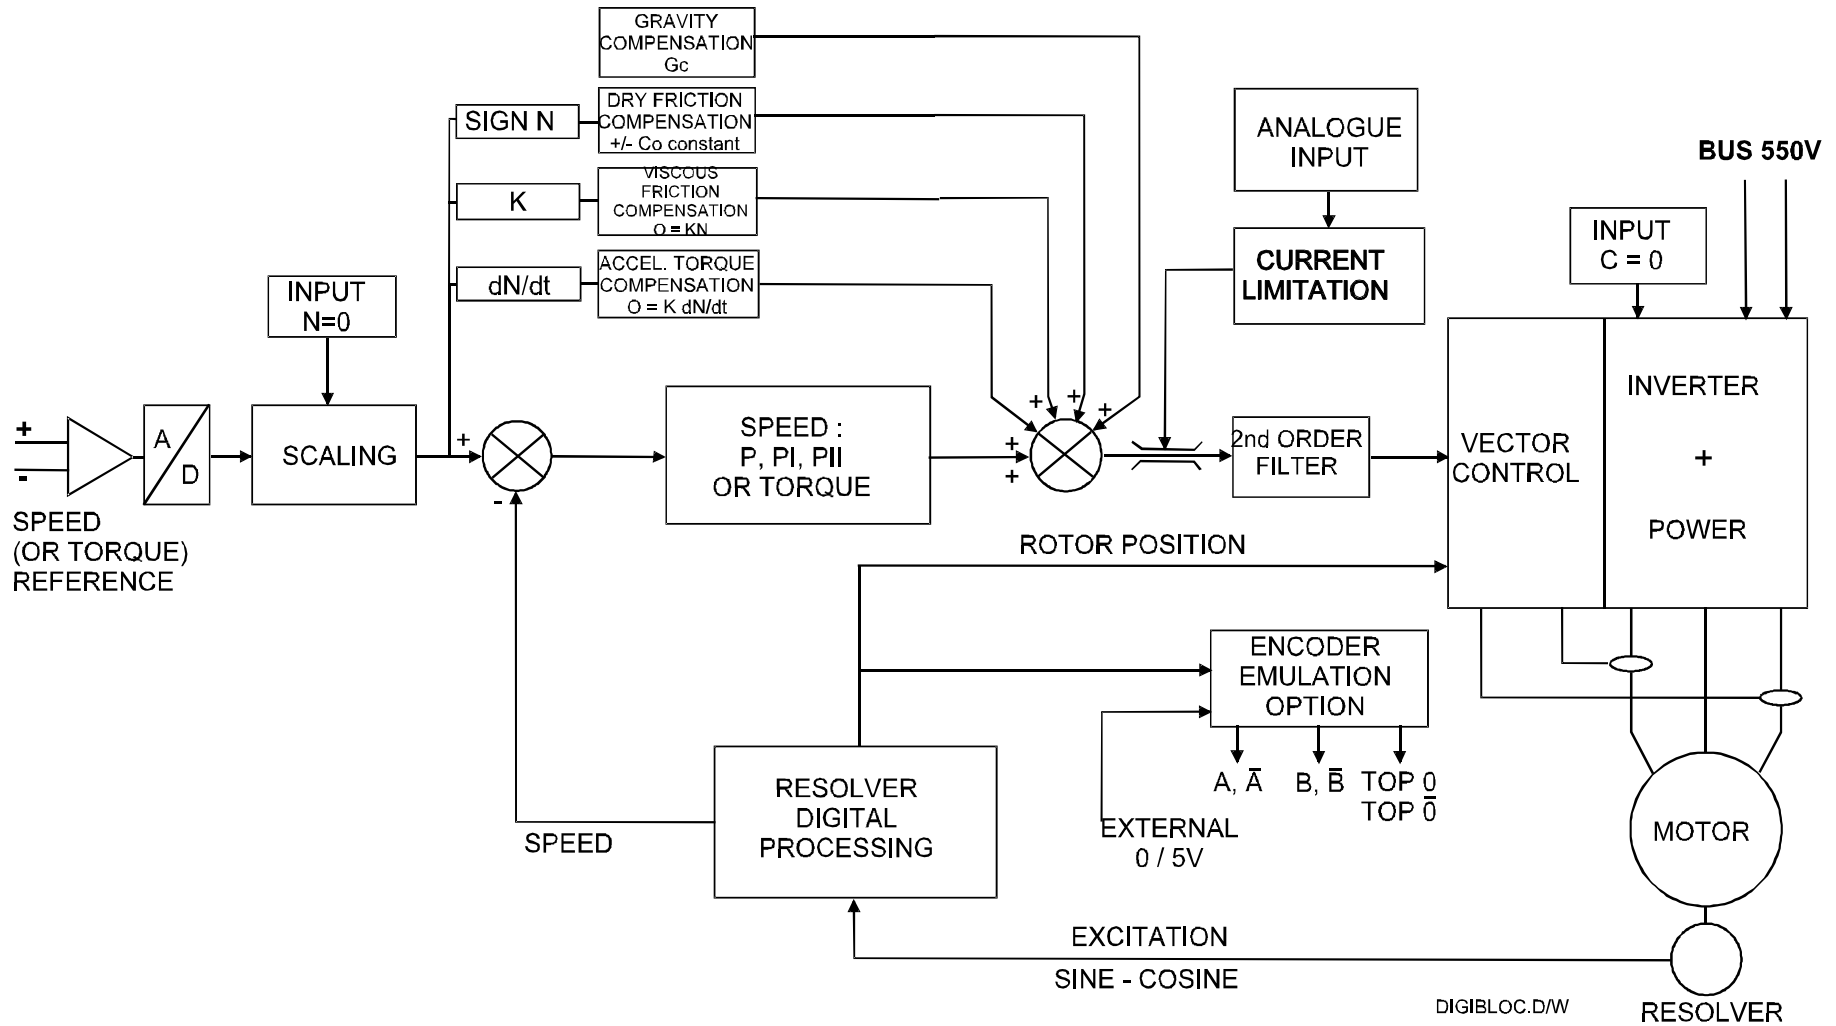 GRAVITY
COMPENSATION
Gc
SIGN N
DRY FRICTION
COMPENSATION
+/- Co constant
K
VISCOUS
FRICTION
COMPENSATION
O = KN
dN/dt
ACCEL. TORQUE
COMPENSATION
O = K dN/dt
ANALOGUE
INPUT
CURRENT
LIMITATION
BUS 550V
INPUT
C = 0
INPUT
N=0
+
-
A
D
SCALING
+
-
SPEED :
P, PI, PII
OR TORQUE
+
+
+
+
+
2nd ORDER
FILTER
VECTOR
CONTROL
INVERTER
+
POWER
SPEED
(OR TORQUE)
REFERENCE
ROTOR POSITION
ENCODER
EMULATION
OPTION
A, A̅
B, B̅
TOP 0
TOP 0̅
EXTERNAL
0 / 5V
RESOLVER
DIGITAL
PROCESSING
SPEED
MOTOR
EXCITATION
SINE - COSINE
DIGIBLOC.D/W
RESOLVER